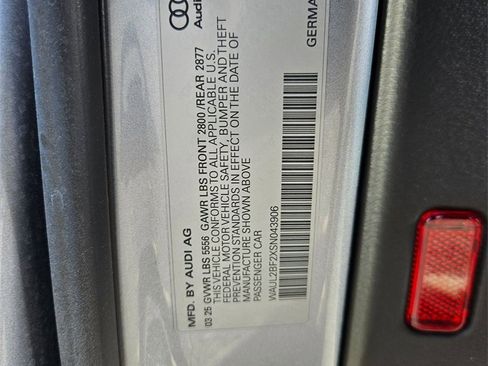 Audi
GERMA
MFD. BY AUDI AG
03.25 GVWR LBS 5556 GAWR LBS FRONT 2800 /REAR 2877
THIS VEHICLE CONFORMS TO ALL APPLICABLE U.S.
FEDERAL MOTOR VEHICLE SAFETY, BUMPER AND THEFT
PREVENTION STANDARDS IN EFFECT ON THE DATE OF
MANUFACTURE SHOWN ABOVE
PASSENGER CAR
WAUL2BF2XSN043906